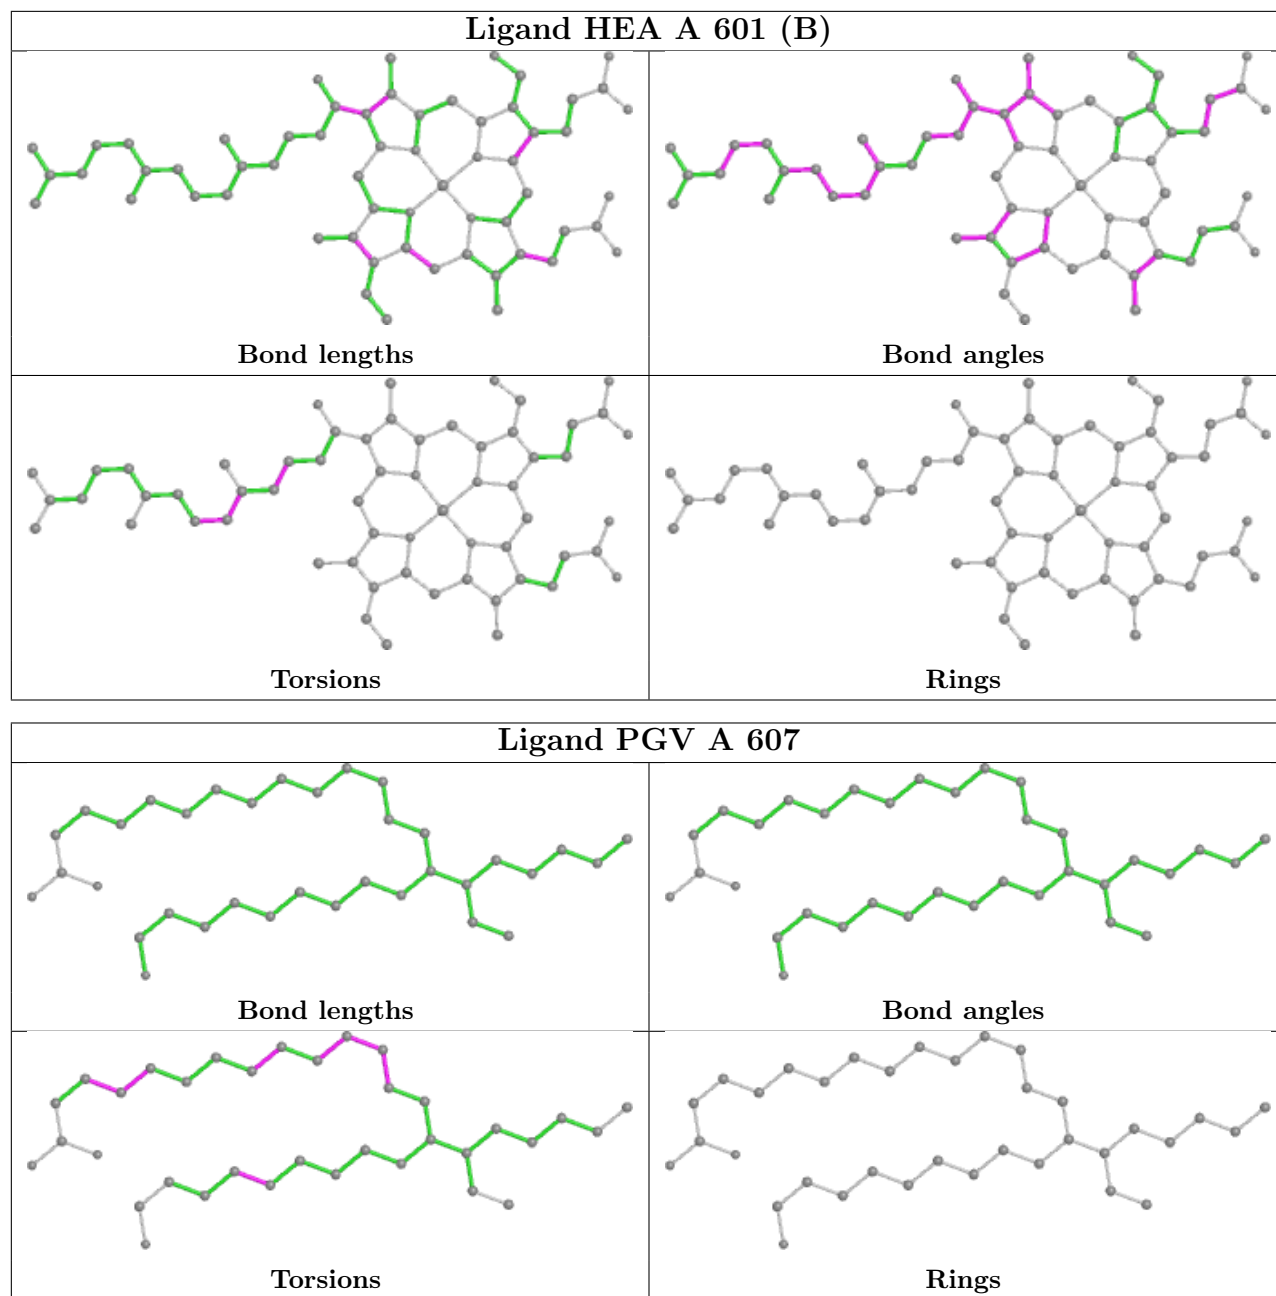 Ligand HEA A 601 (B)
Bond lengths
Bond angles
Torsions
Rings
Ligand PGV A 607
Bond lengths
Bond angles
Torsions
Rings